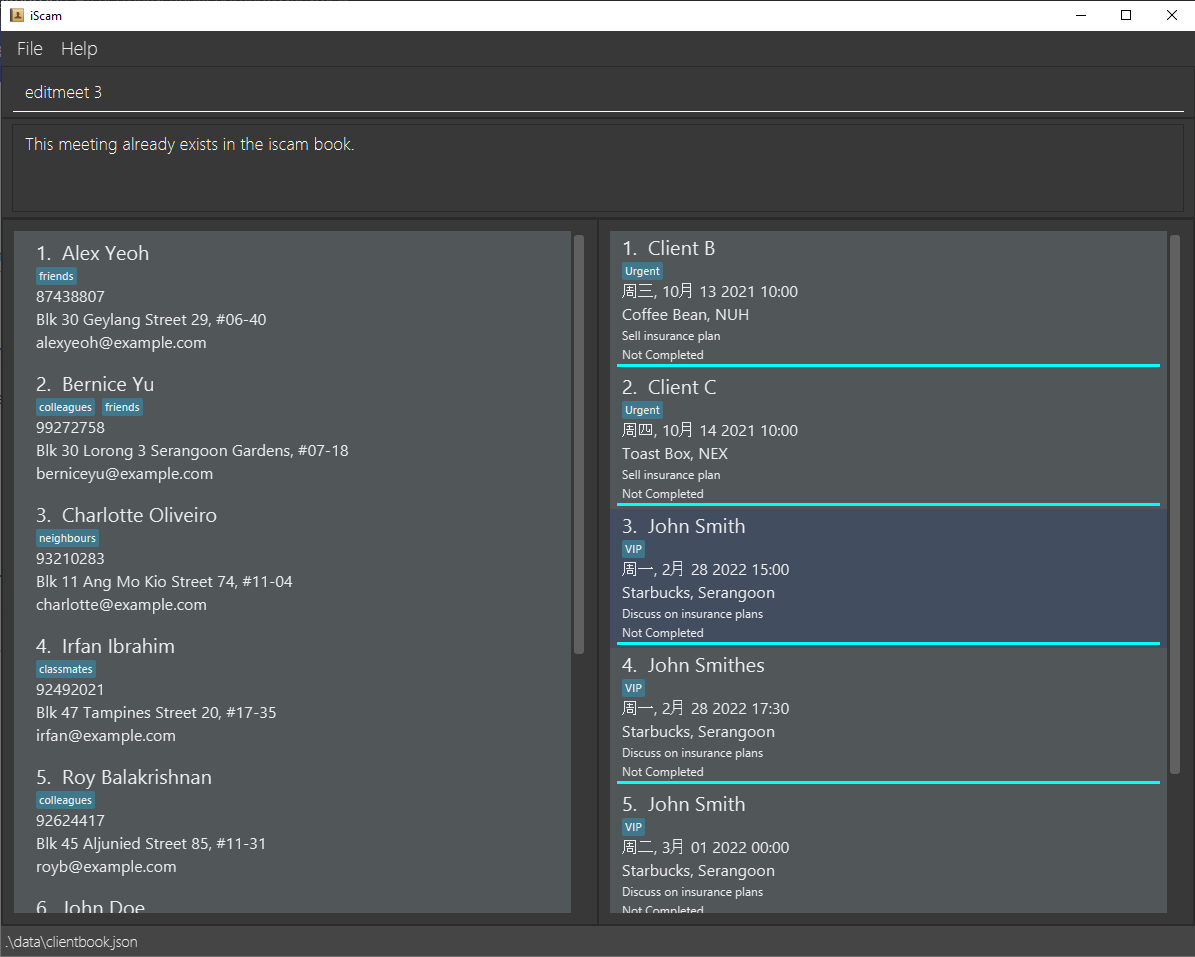 iScam
File Help
editmeet 3
This meeting already exists in the iscam book.
1. Alex Yeoh
friends
87438807
Blk 30 Geylang Street 29, #06-40
alexyeoh@example.com
2. Bernice Yu
colleagues friends
99272758
Blk 30 Lorong 3 Serangoon Gardens, #07-18
berniceyu@example.com
3. Charlotte Oliveiro
neighbours
93210283
Blk 11 Ang Mo Kio Street 74, #11-04
charlotte@example.com
4. Irfan Ibrahim
classmates
92492021
Blk 47 Tampines Street 20, #17-35
irfan@example.com
5. Roy Balakrishnan
colleagues
92624417
Blk 45 Aljunied Street 85, #11-31
royb@example.com
6. John Doe
1. Client B
Urgent
周三, 10月 13 2021 10:00
Coffee Bean, NUH
Sell insurance plan
Not Completed
2. Client C
Urgent
周四, 10月 14 2021 10:00
Toast Box, NEX
Sell insurance plan
Not Completed
3. John Smith
VIP
周一, 2月 28 2022 15:00
Starbucks, Serangoon
Discuss on insurance plans
Not Completed
4. John Smithes
VIP
周一, 2月 28 2022 17:30
Starbucks, Serangoon
Discuss on insurance plans
Not Completed
5. John Smith
VIP
周二, 3月 01 2022 00:00
Starbucks, Serangoon
Discuss on insurance plans
Not Completed
.\data\clientbook.json